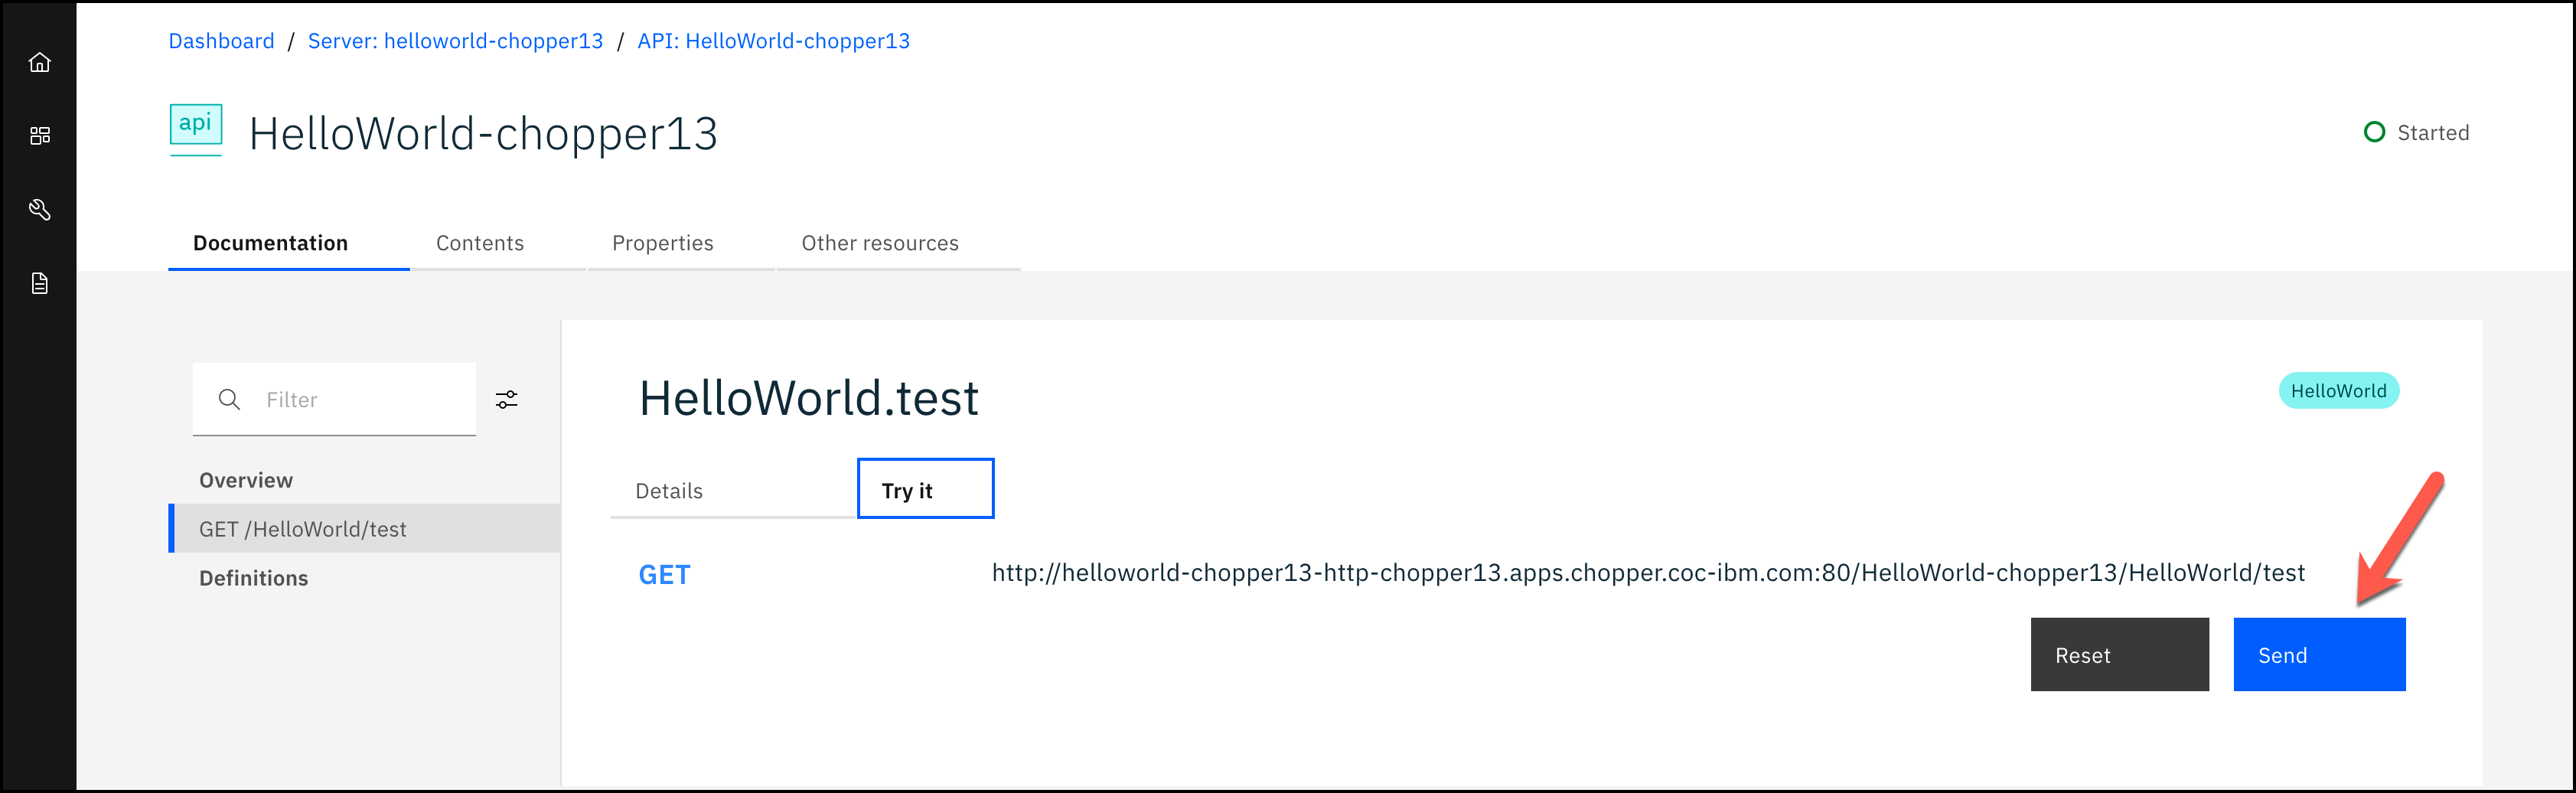 Dashboard / Server: helloworld-chopper13 / API: HelloWorld-chopper13
api HelloWorld-chopper13
Started
Documentation Contents Properties Other resources
Filter
Overview
GET /HelloWorld/test
Definitions
HelloWorld.test
HelloWorld
Details Try it
GET http://helloworld-chopper13-http-chopper13.apps.chopper.coc-ibm.com:80/HelloWorld-chopper13/HelloWorld/test
Reset Send